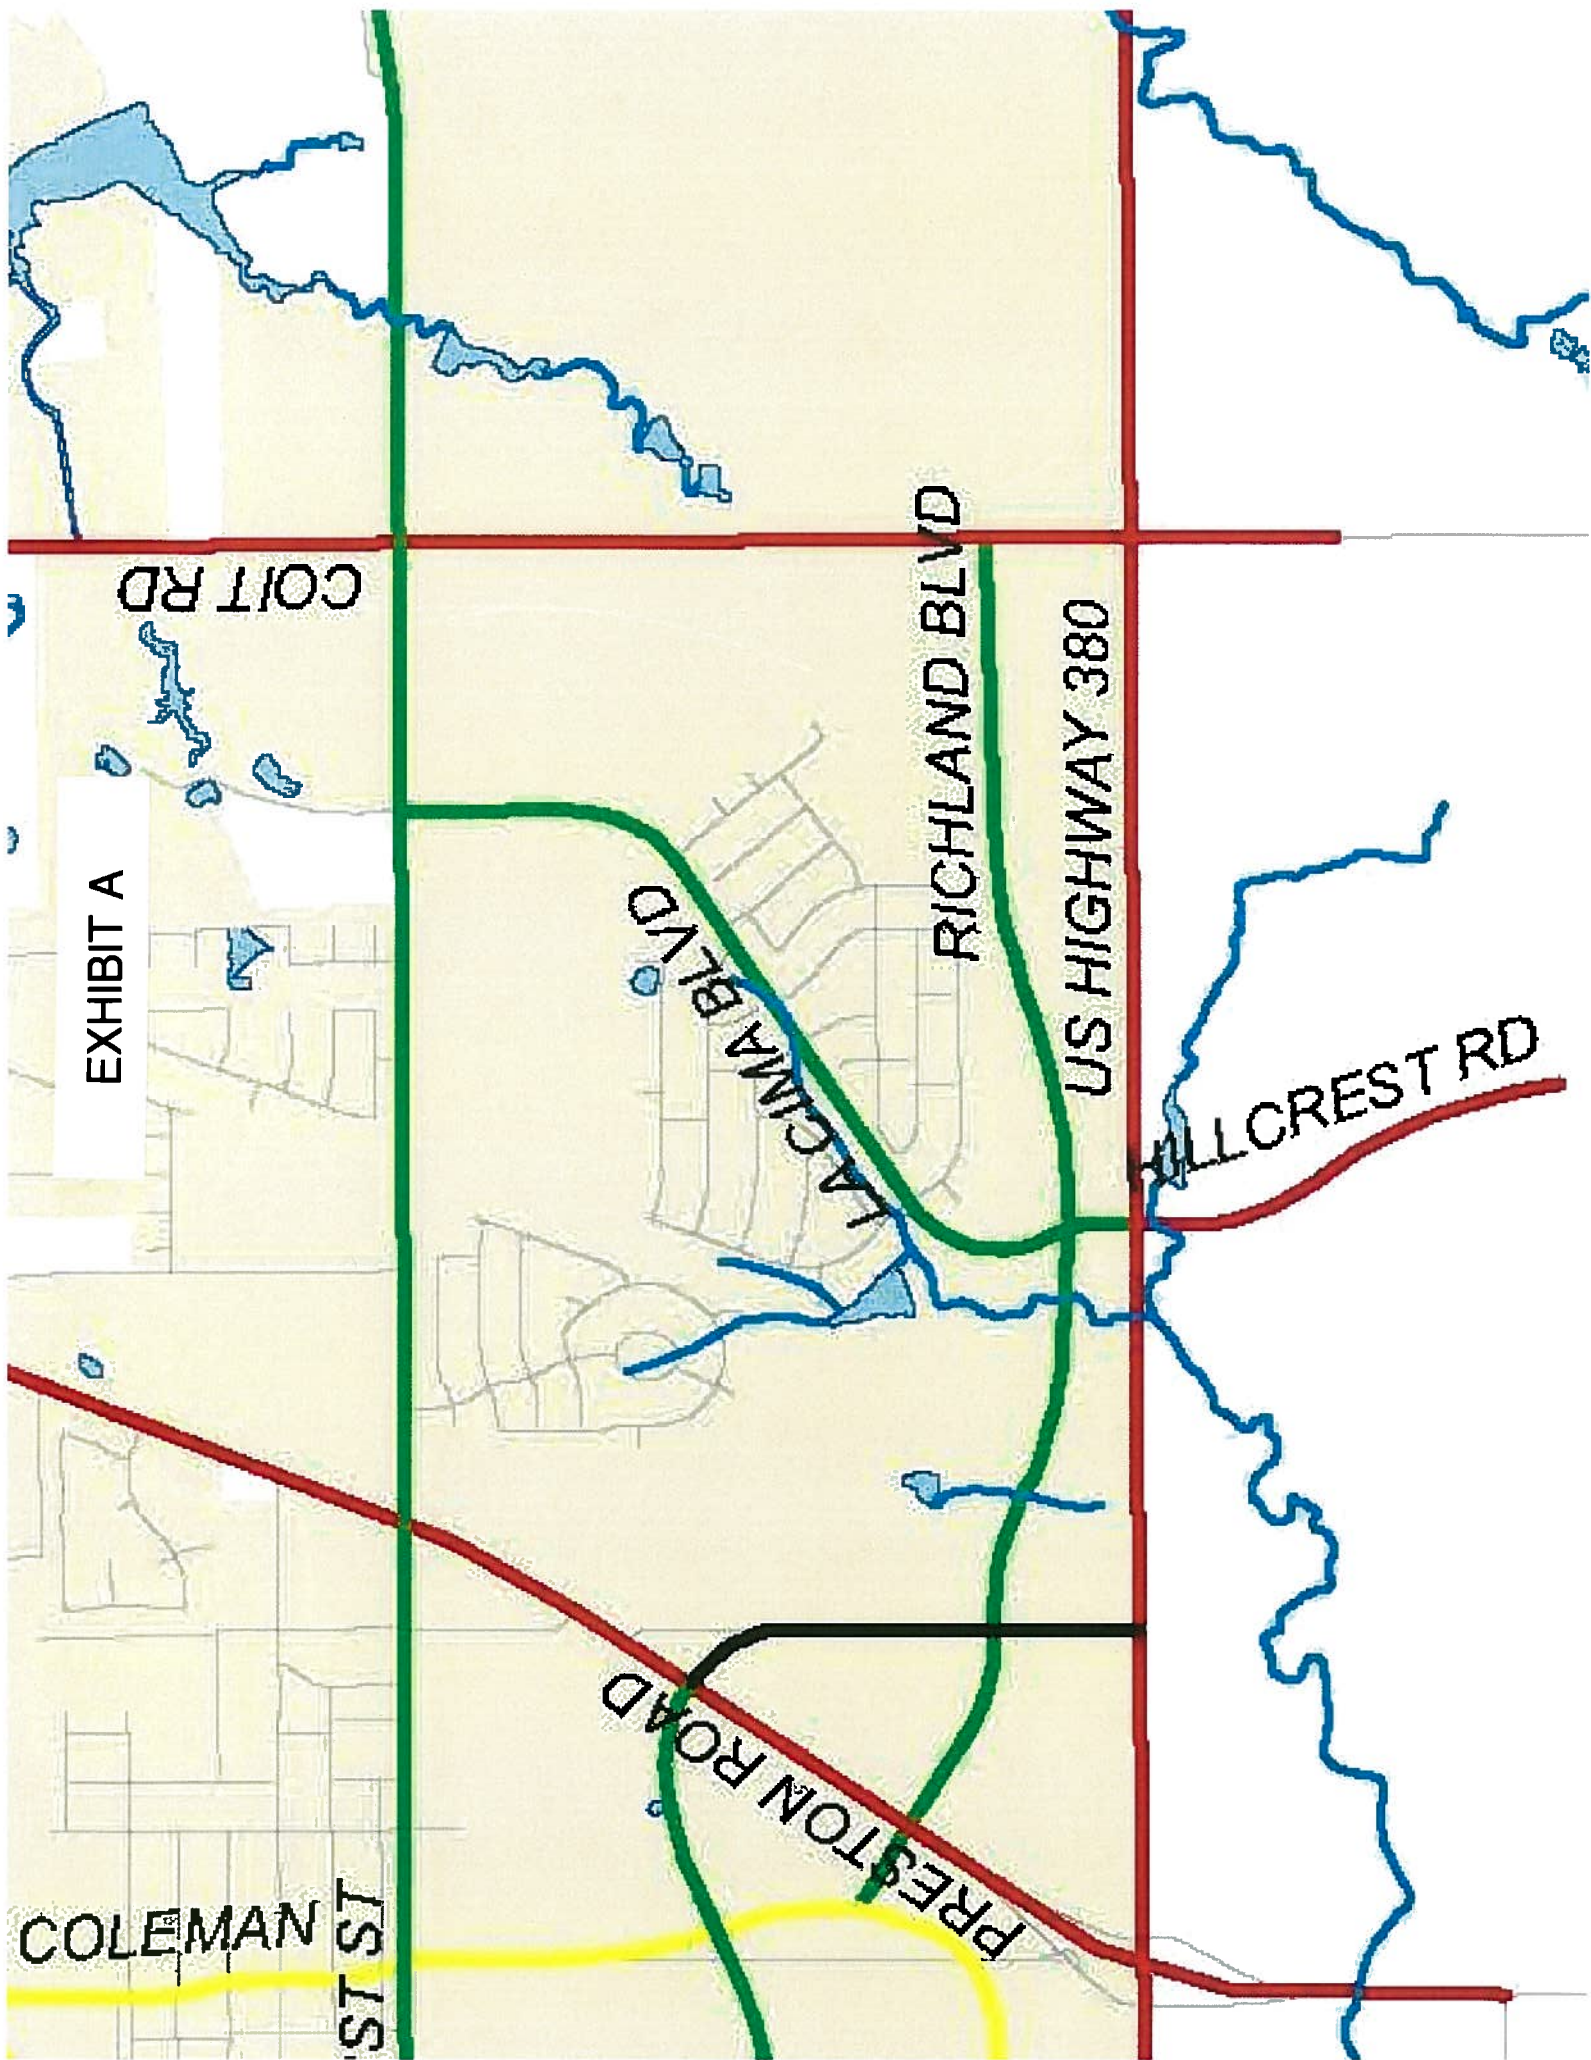 EXHIBIT A
COIT RD
RICHLAND BLVD
US HIGHWAY 380
LA CIMA BLVD
HILLCREST RD
PRESTON ROAD
COLEMAN
ST ST